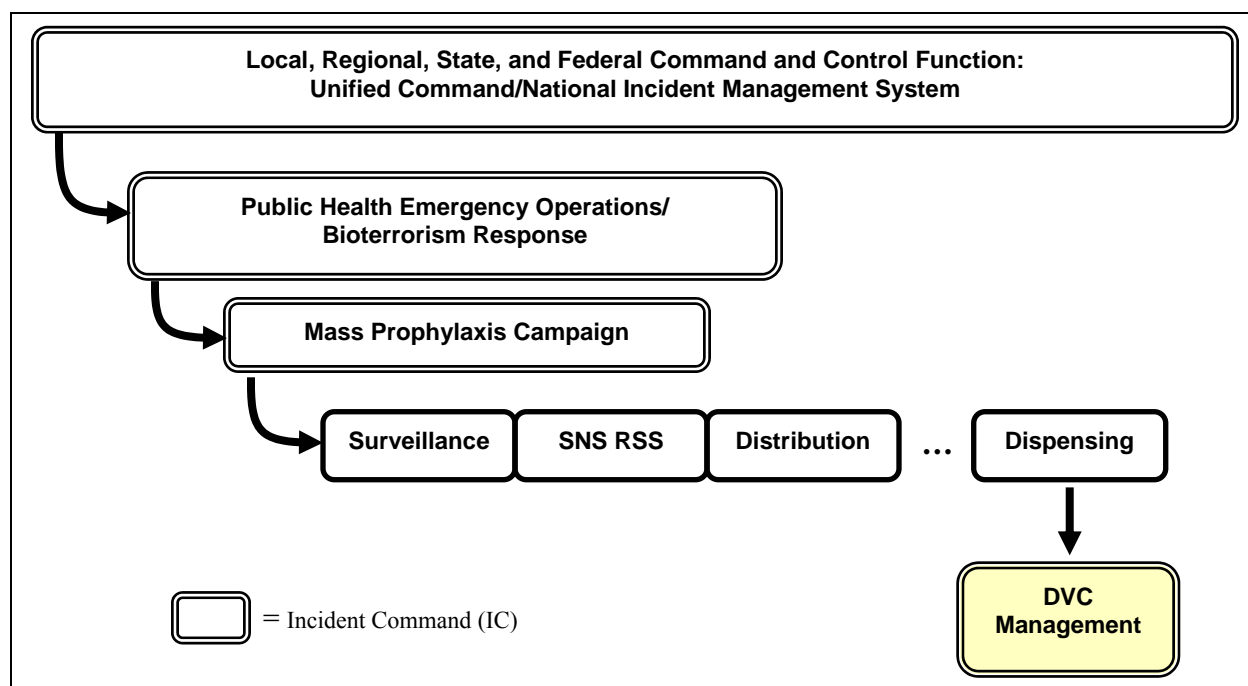 Local, Regional, State, and Federal Command and Control Function:
Unified Command/National Incident Management System
Public Health Emergency Operations/
Bioterrorism Response
Mass Prophylaxis Campaign
Surveillance
SNS RSS
Distribution
...
Dispensing
DVC
Management
= Incident Command (IC)